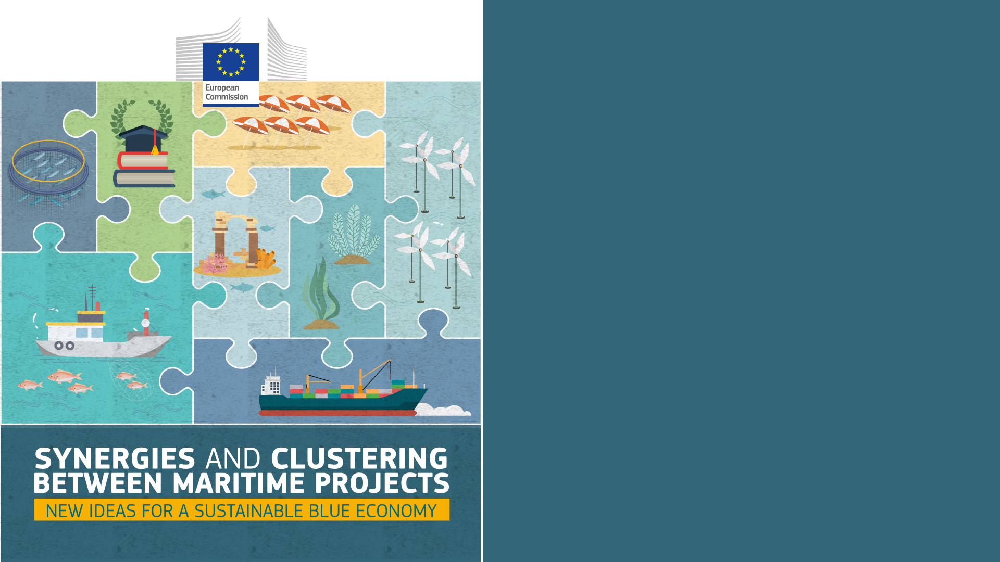 European
Commission
SYNERGIES AND CLUSTERING
BETWEEN MARITIME PROJECTS
NEW IDEAS FOR A SUSTAINABLE BLUE ECONOMY